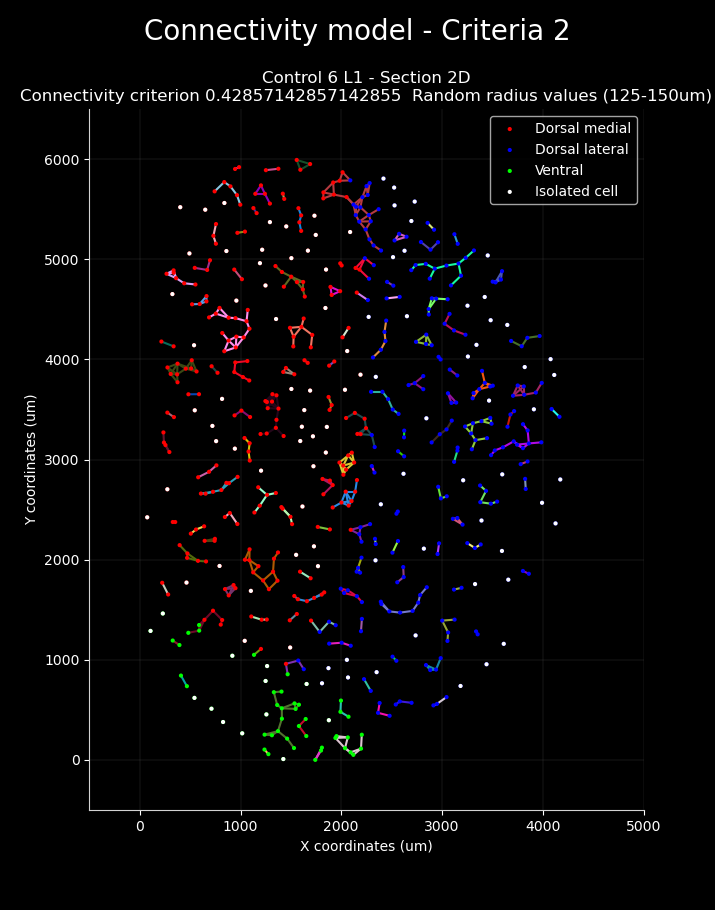 Connectivity model - Criteria 2
Control 6 L1 - Section 2D
Connectivity criterion 0.42857142857142855  Random radius values (125-150um)
Dorsal medial
Dorsal lateral
Ventral
Isolated cell
6000
5000
4000
3000
2000
1000
0
Y coordinates (um)
0 1000 2000 3000 4000 5000
X coordinates (um)